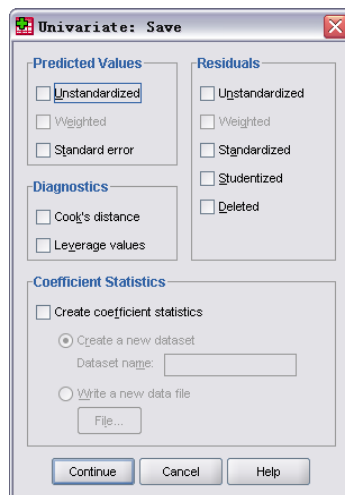 Univariate: Save
Predicted Values
Unstandardized
Weighted
Standard error
Diagnostics
Cook's distance
Leverage values
Residuals
Unstandardized
Weighted
Standardized
Studentized
Deleted
Coefficient Statistics
Create coefficient statistics
Create a new dataset
Dataset name:
Write a new data file
File...
Continue
Cancel
Help